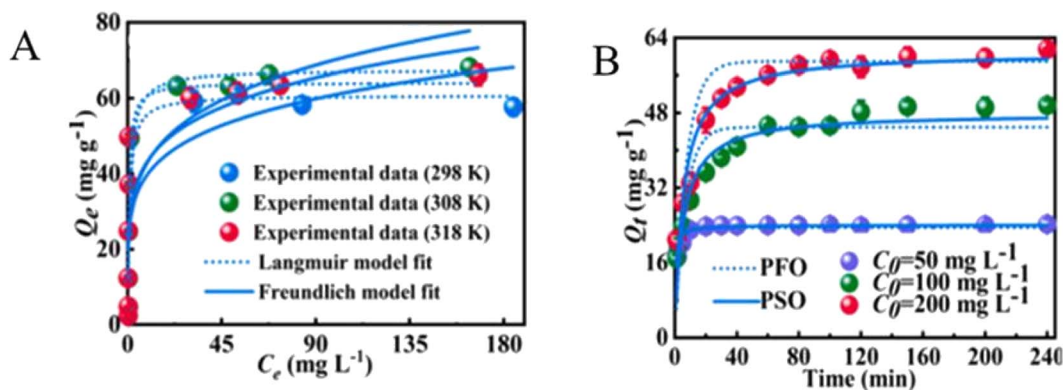 A
Qe (mg g-1)
80
60
40
20
0
Experimental data (298 K)
Experimental data (308 K)
Experimental data (318 K)
Langmuir model fit
Freundlich model fit
0 45 90 135 180
Ce (mg L-1)
B
Qt (mg g-1)
64
48
32
16
0
PFO
PSO
C0=50 mg L-1
C0=100 mg L-1
C0=200 mg L-1
0 40 80 120 160 200 240
Time (min)